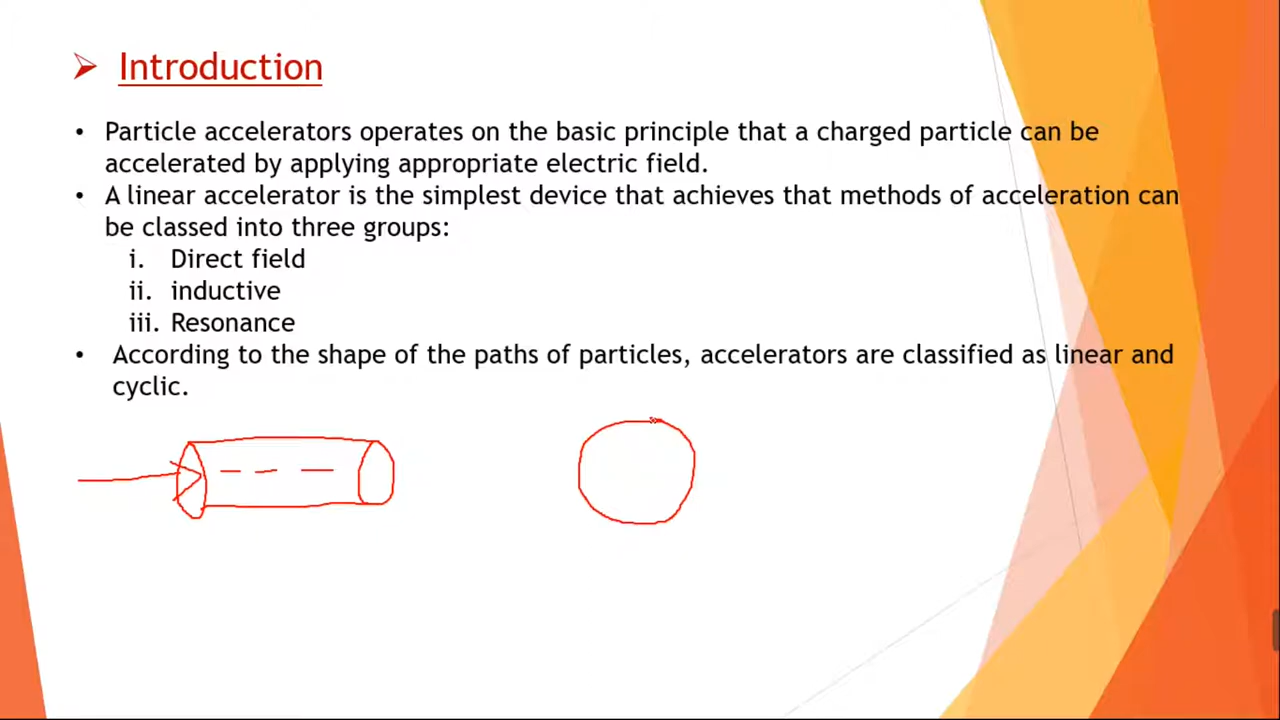 ➢ Introduction
• Particle accelerators operates on the basic principle that a charged particle can be
accelerated by applying appropriate electric field.
• A linear accelerator is the simplest device that achieves that methods of acceleration can
be classed into three groups:
i. Direct field
ii. inductive
iii. Resonance
• According to the shape of the paths of particles, accelerators are classified as linear and
cyclic.